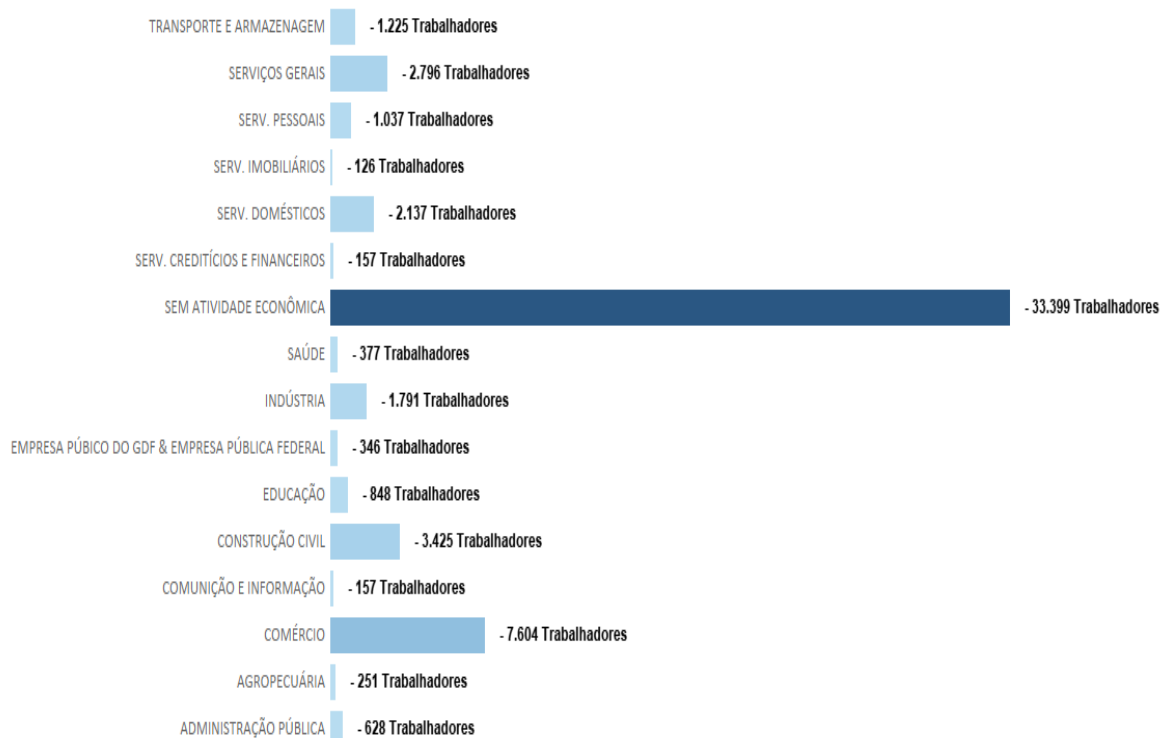 TRANSPORTE E ARMAZENAGEM - 1.225 Trabalhadores
SERVIÇOS GERAIS - 2.796 Trabalhadores
SERV. PESSOAIS - 1.037 Trabalhadores
SERV. IMOBILIÁRIOS - 126 Trabalhadores
SERV. DOMÉSTICOS - 2.137 Trabalhadores
SERV. CREDITÍCIOS E FINANCEIROS - 157 Trabalhadores
SEM ATIVIDADE ECONÔMICA - 33.399 Trabalhadores
SAÚDE - 377 Trabalhadores
INDÚSTRIA - 1.791 Trabalhadores
EMPRESA PÚBICO DO GDF & EMPRESA PÚBLICA FEDERAL - 346 Trabalhadores
EDUCAÇÃO - 848 Trabalhadores
CONSTRUÇÃO CIVIL - 3.425 Trabalhadores
COMUNIÇÃO E INFORMAÇÃO - 157 Trabalhadores
COMÉRCIO - 7.604 Trabalhadores
AGROPECUÁRIA - 251 Trabalhadores
ADMINISTRAÇÃO PÚBLICA - 628 Trabalhadores